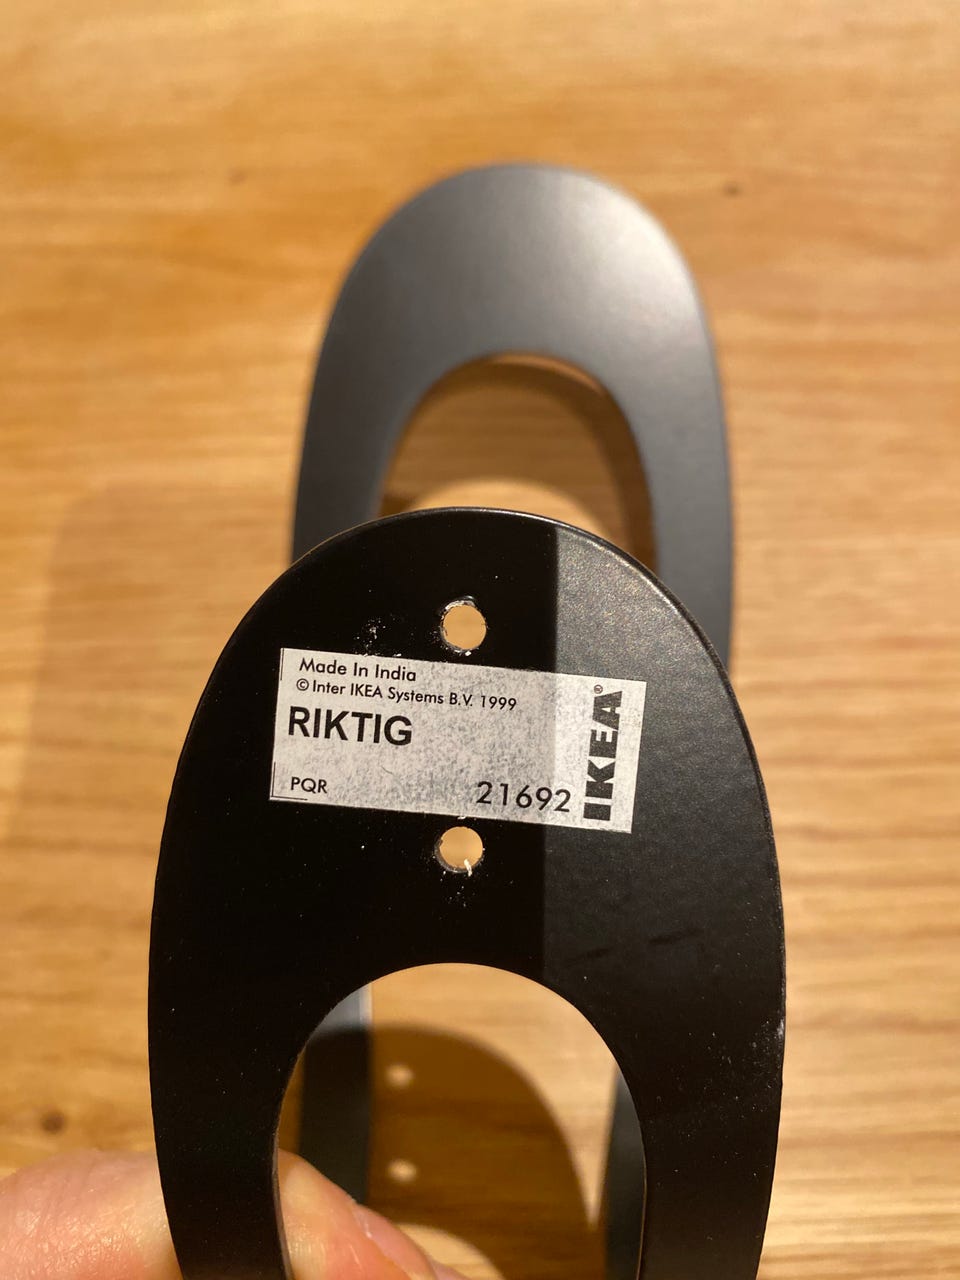 Made In India
© Inter IKEA Systems B.V. 1999
RIKTIG
PQR
21692
IKEA®